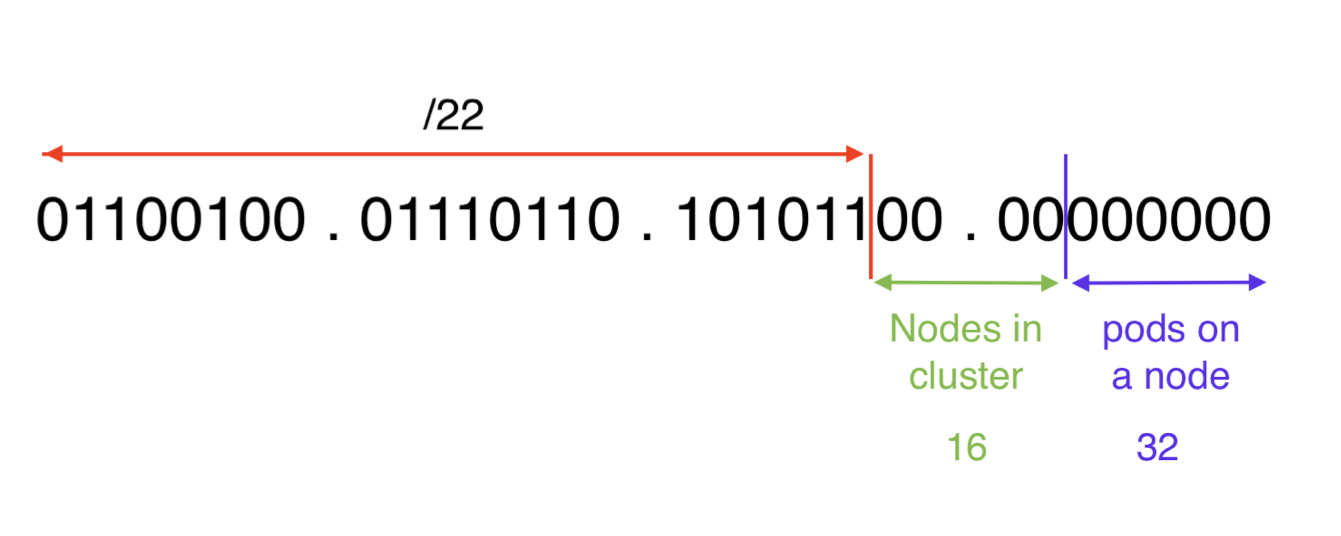 /22
01100100 . 01110110 . 10101100 . 00000000
Nodes in
cluster
16
pods on
a node
32